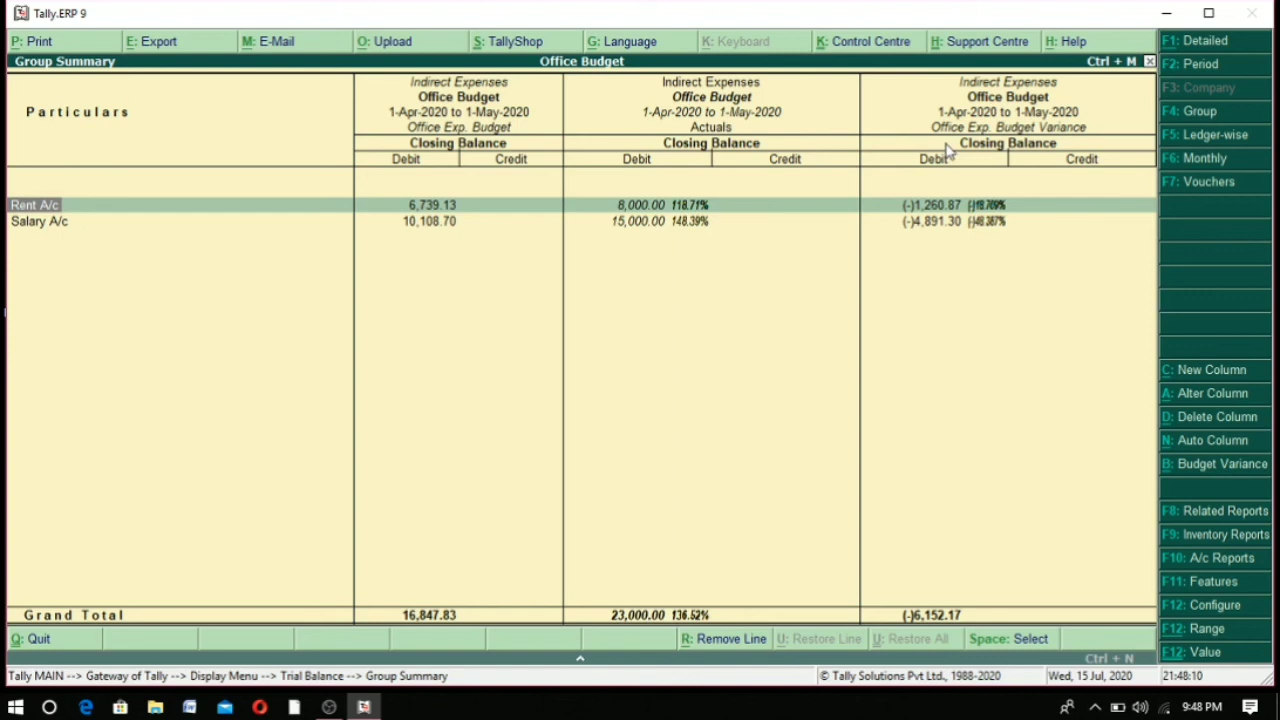 Tally.ERP 9
P: Print E: Export M: E-Mail O: Upload S: TallyShop G: Language K: Keyboard K: Control Centre H: Support Centre H: Help
Group Summary Office Budget Ctrl + M
Particulars
Indirect Expenses Indirect Expenses Indirect Expenses
Office Budget Office Budget Office Budget
1-Apr-2020 to 1-May-2020 1-Apr-2020 to 1-May-2020 1-Apr-2020 to 1-May-2020
Office Exp. Budget Actuals Office Exp. Budget Variance
Closing Balance Closing Balance Closing Balance
Debit Credit Debit Credit Debit Credit
Rent A/c 6,739.13 8,000.00 118.71% (-)1,260.87
Salary A/c 10,108.70 15,000.00 148.39% (-)4,891.30
Grand Total 16,847.83 23,000.00 136.52% (-)6,152.17
Q: Quit R: Remove Line U: Restore Line U: Restore All Space: Select
Ctrl + N
F1: Detailed
F2: Period
F3: Company
F4: Group
F5: Ledger-wise
F6: Monthly
F7: Vouchers
C: New Column
A: Alter Column
D: Delete Column
N: Auto Column
B: Budget Variance
F8: Related Reports
F9: Inventory Reports
F10: A/c Reports
F11: Features
F12: Configure
F12: Range
F12: Value
Tally MAIN --> Gateway of Tally --> Display Menu --> Trial Balance --> Group Summary © Tally Solutions Pvt Ltd., 1988-2020 Wed, 15 Jul, 2020 21:48:10
9:48 PM